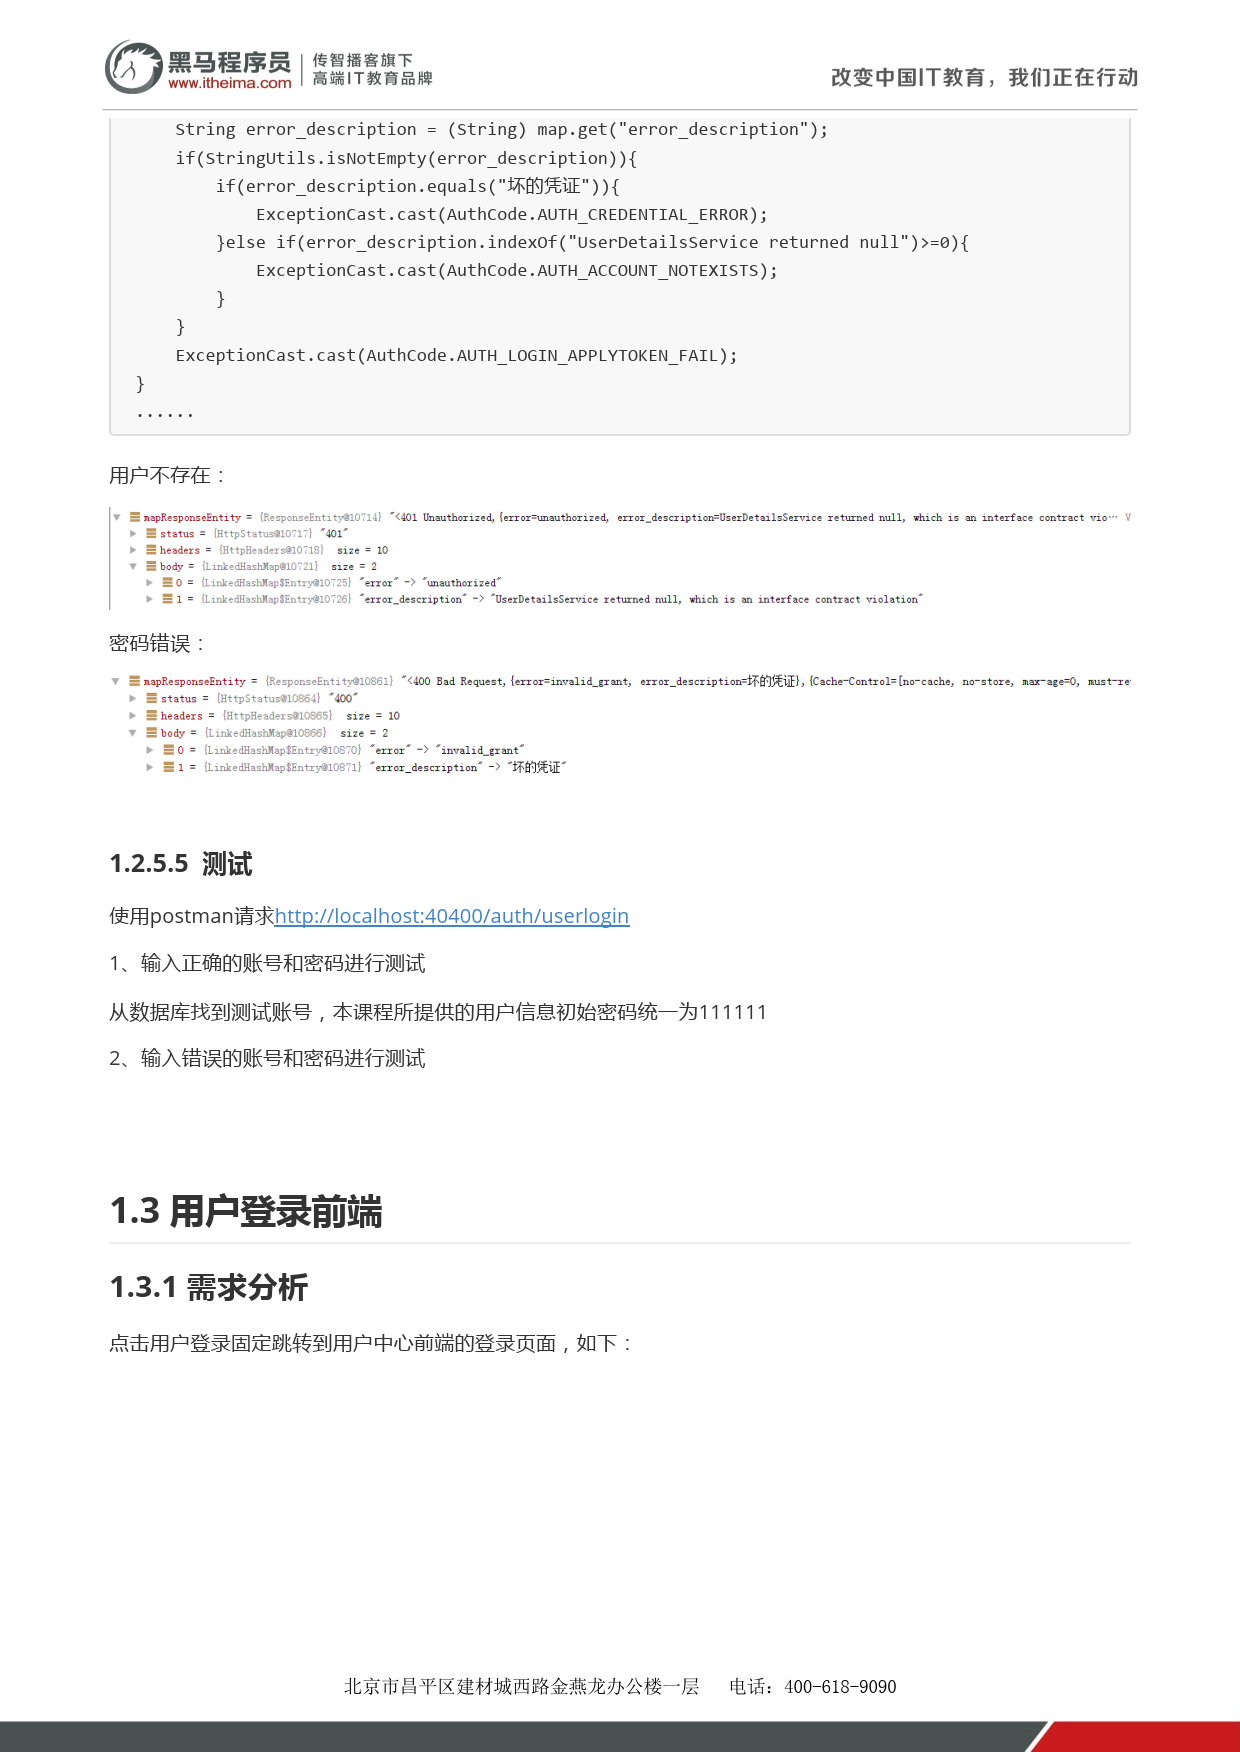 黑马程序员
www.itheima.com
传智播客旗下
高端IT教育品牌
改变中国IT教育，我们正在行动
String error_description = (String) map.get("error_description");
if(StringUtils.isNotEmpty(error_description)){
if(error_description.equals("坏的凭证")){
ExceptionCast.cast(AuthCode.AUTH_CREDENTIAL_ERROR);
}else if(error_description.indexOf("UserDetailsService returned null")>=0){
ExceptionCast.cast(AuthCode.AUTH_ACCOUNT_NOTEXISTS);
}
}
ExceptionCast.cast(AuthCode.AUTH_LOGIN_APPLYTOKEN_FAIL);
}
......
用户不存在：
mapResponseEntity = {ResponseEntity@10714} "<401 Unauthorized,{error=unauthorized, error_description=UserDetailsService returned null, which is an interface contract vio… V
status = {HttpStatus@10717} "401"
headers = {HttpHeaders@10718} size = 10
body = {LinkedHashMap@10721} size = 2
0 = {LinkedHashMap$Entry@10725} "error" -> "unauthorized"
1 = {LinkedHashMap$Entry@10726} "error_description" -> "UserDetailsService returned null, which is an interface contract violation"
密码错误：
mapResponseEntity = {ResponseEntity@10861} "<400 Bad Request,{error=invalid_grant, error_description=坏的凭证},{Cache-Control=[no-cache, no-store, max-age=0, must-re
status = {HttpStatus@10864} "400"
headers = {HttpHeaders@10865} size = 10
body = {LinkedHashMap@10866} size = 2
0 = {LinkedHashMap$Entry@10870} "error" -> "invalid_grant"
1 = {LinkedHashMap$Entry@10871} "error_description" -> "坏的凭证"
1.2.5.5 测试
使用postman请求http://localhost:40400/auth/userlogin
1、输入正确的账号和密码进行测试
从数据库找到测试账号，本课程所提供的用户信息初始密码统一为111111
2、输入错误的账号和密码进行测试
1.3 用户登录前端
1.3.1 需求分析
点击用户登录固定跳转到用户中心前端的登录页面，如下：
北京市昌平区建材城西路金燕龙办公楼一层 电话：400-618-9090